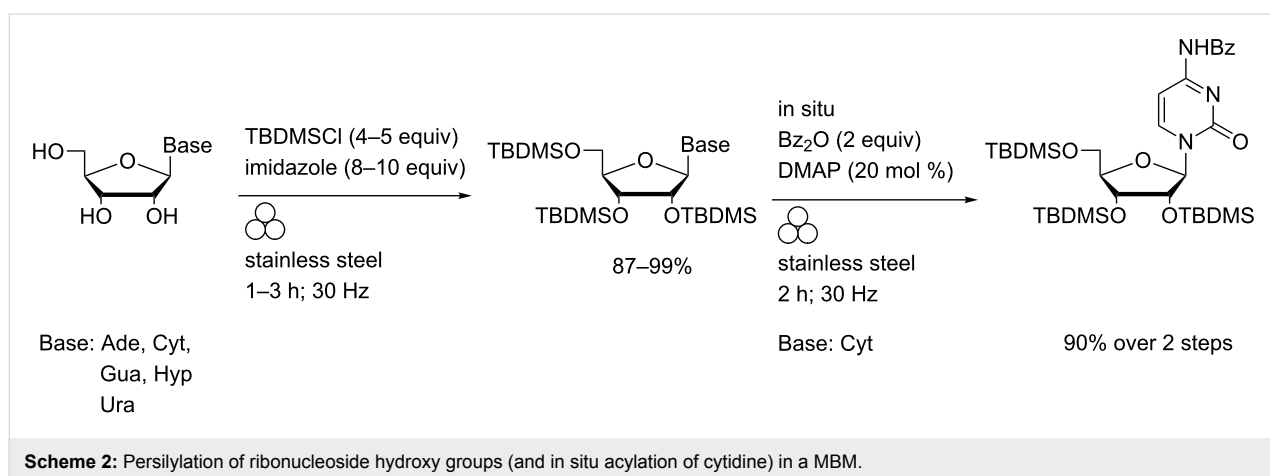 HO
O
Base
HO
OH
TBDMSCl (4–5 equiv)
imidazole (8–10 equiv)
stainless steel
1–3 h; 30 Hz
Base: Ade, Cyt,
Gua, Hyp
Ura
TBDMSO
O
Base
TBDMSO
OTBDMS
87–99%
in situ
Bz₂O (2 equiv)
DMAP (20 mol %)
stainless steel
2 h; 30 Hz
Base: Cyt
NHBz
N
N
O
TBDMSO
O
TBDMSO
OTBDMS
90% over 2 steps
Scheme 2: Persilylation of ribonucleoside hydroxy groups (and in situ acylation of cytidine) in a MBM.